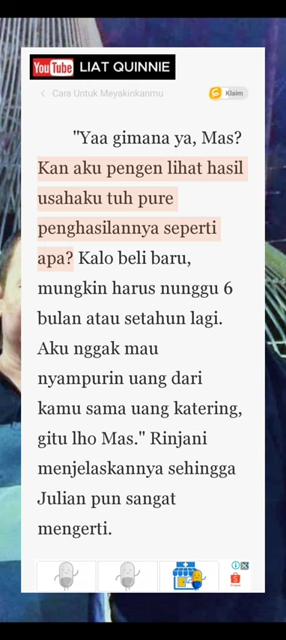 YouTube LIAT QUINNIE
Cara Untuk Meyakinkanmu
Klaim
"Yaa gimana ya, Mas?
Kan aku pengen lihat hasil
usahaku tuh pure
penghasilannya seperti
apa? Kalo beli baru,
mungkin harus nunggu 6
bulan atau setahun lagi.
Aku nggak mau
nyampurin uang dari
kamu sama uang katering,
gitu lho Mas." Rinjani
menjelaskannya sehingga
Julian pun sangat
mengerti.